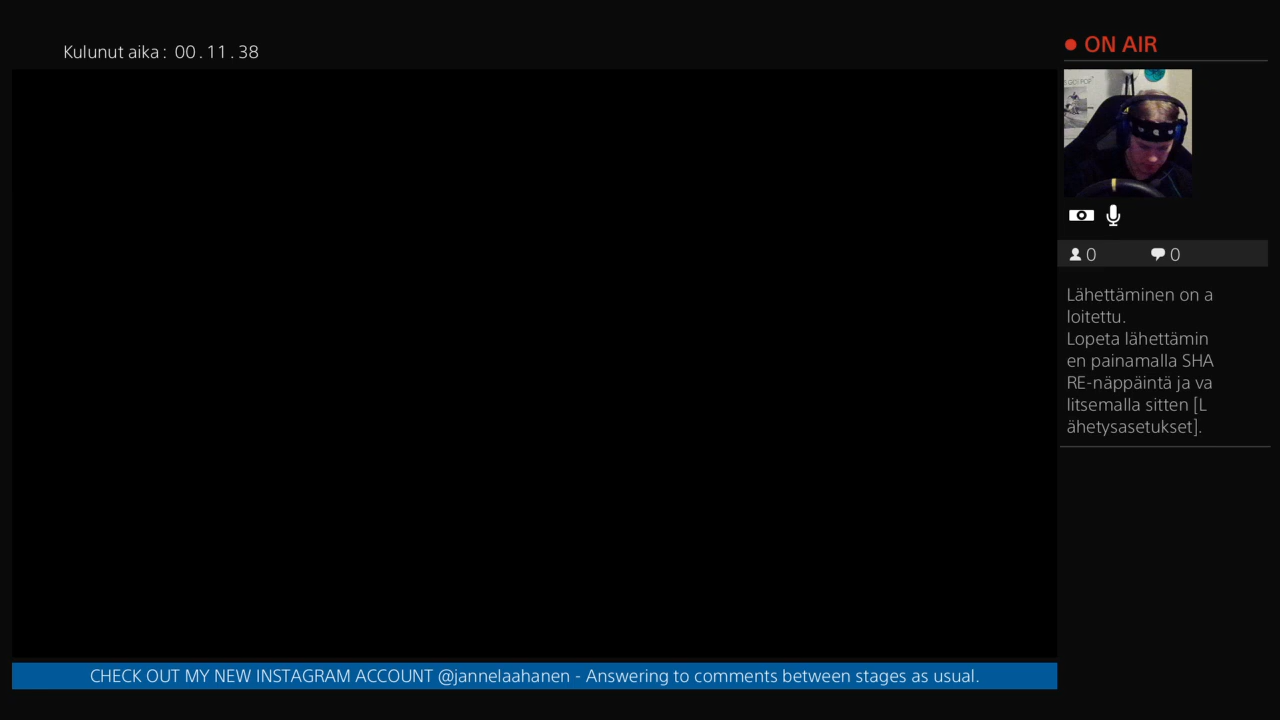 Kulunut aika : 00 . 11 . 38
ON AIR
0 0
Lähettäminen on a
loitettu.
Lopeta lähettämin
en painamalla SHA
RE-näppäintä ja va
litsemalla sitten [L
ähetysasetukset].
CHECK OUT MY NEW INSTAGRAM ACCOUNT @jannelaahanen - Answering to comments between stages as usual.